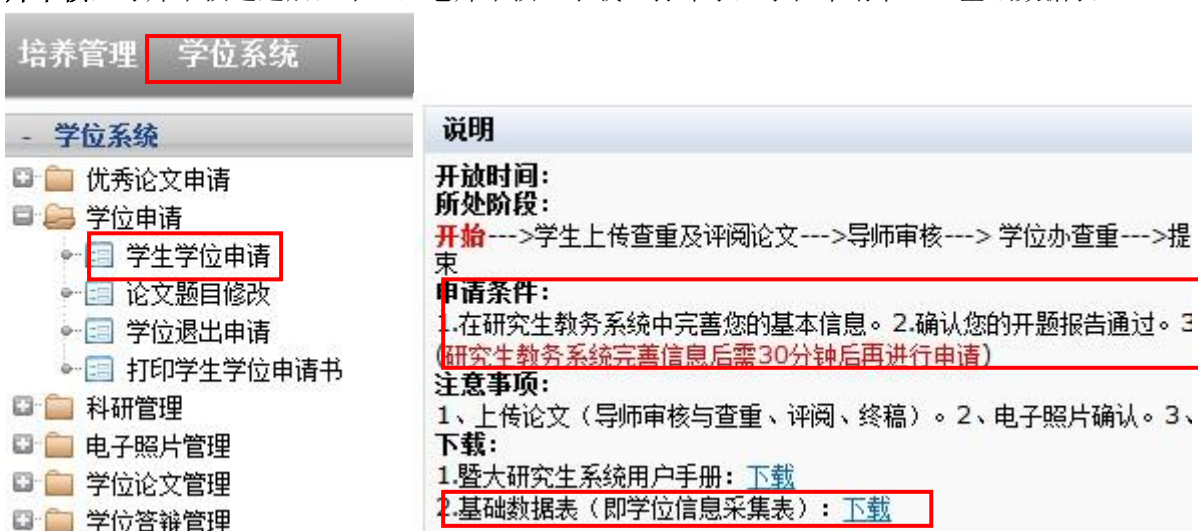 培养管理 学位系统
- 学位系统
优秀论文申请
学位申请
学生学位申请
论文题目修改
学位退出申请
打印学生学位申请书
科研管理
电子照片管理
学位论文管理
学位答辩管理
说明
开放时间:
所处阶段:
开始--->学生上传查重及评阅论文--->导师审核---> 学位办查重--->提
束
申请条件:
1.在研究生教务系统中完善您的基本信息。2.确认您的开题报告通过。3
(研究生教务系统完善信息后需30分钟后再进行申请)
注意事项:
1、上传论文（导师审核与查重、评阅、终稿）。2、电子照片确认。3、
下载:
1.暨大研究生系统用户手册: 下载
2.基础数据表（即学位信息采集表）: 下载